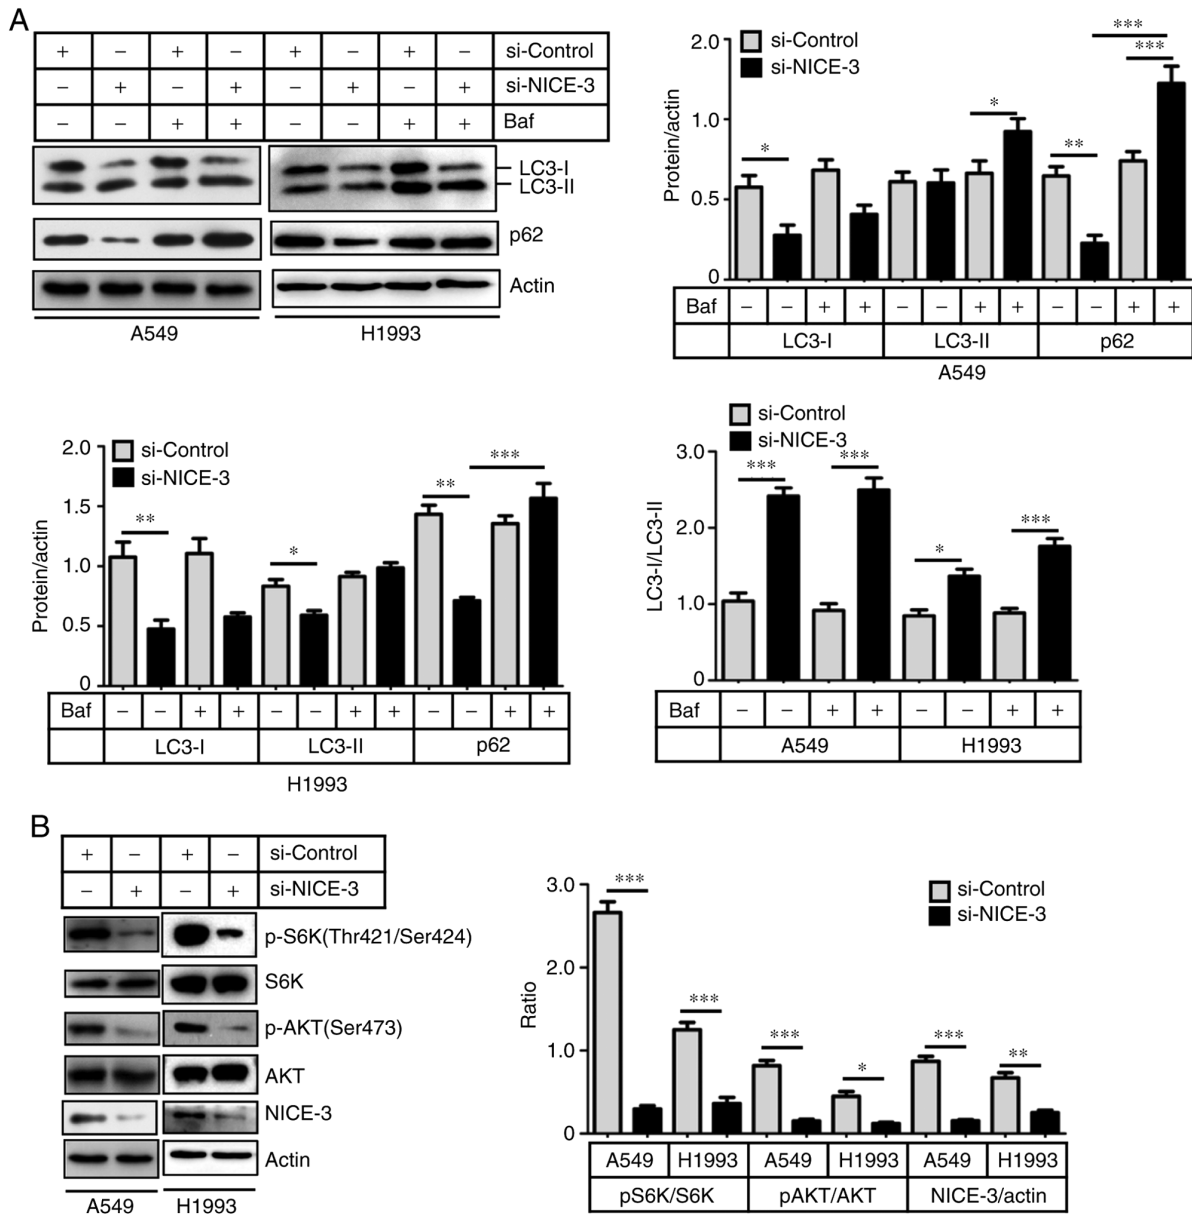 A
+ − + − + − + − si-Control
− + − + − + − + si-NICE-3
− − + + − − + + Baf
LC3-I
LC3-II
p62
Actin
A549 H1993
si-Control
si-NICE-3
Protein/actin
2.0
1.0
0.5
0
* * ** *** ***
Baf − − + + − − + + − − + +
LC3-I LC3-II p62
A549
si-Control
si-NICE-3
Protein/actin
2.0
1.5
1.0
0.5
0
** * ** ***
Baf − − + + − − + + − − + +
LC3-I LC3-II p62
H1993
si-Control
si-NICE-3
LC3-I/LC3-II
3.0
2.0
1.0
0
*** *** * ***
Baf − − + + − − + +
A549 H1993
B
+ − + − si-Control
− + − + si-NICE-3
p-S6K(Thr421/Ser424)
S6K
p-AKT(Ser473)
AKT
NICE-3
Actin
A549 H1993
si-Control
si-NICE-3
Ratio
3.0
2.0
1.0
0
*** *** *** * *** **
A549 H1993 A549 H1993 A549 H1993
pS6K/S6K pAKT/AKT NICE-3/actin